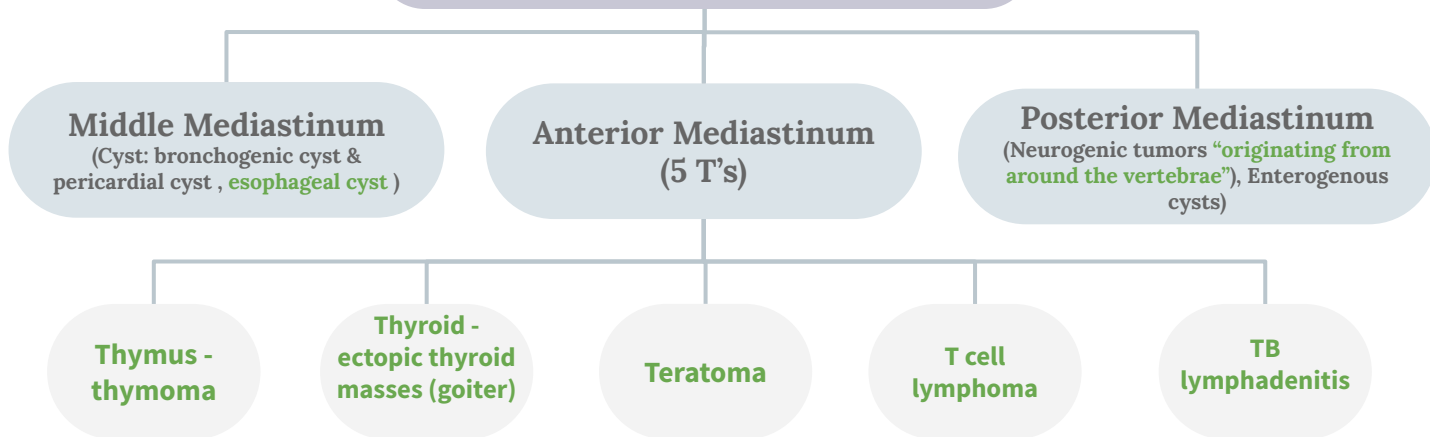 Middle Mediastinum
(Cyst: bronchogenic cyst &
pericardial cyst , esophageal cyst )
Anterior Mediastinum
(5 T’s)
Posterior Mediastinum
(Neurogenic tumors “originating from
around the vertebrae”), Enterogenous
cysts)
Thymus -
thymoma
Thyroid -
ectopic thyroid
masses (goiter)
Teratoma
T cell
lymphoma
TB
lymphadenitis